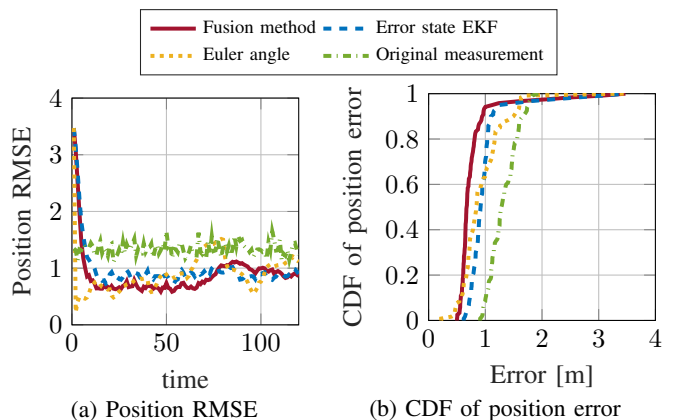 Fusion method Error state EKF
Euler angle Original measurement
4
3
2
1
0
0 50 100
Position RMSE
time
(a) Position RMSE
1
0.8
0.6
0.4
0.2
0
0 1 2 3 4
CDF of position error
Error [m]
(b) CDF of position error